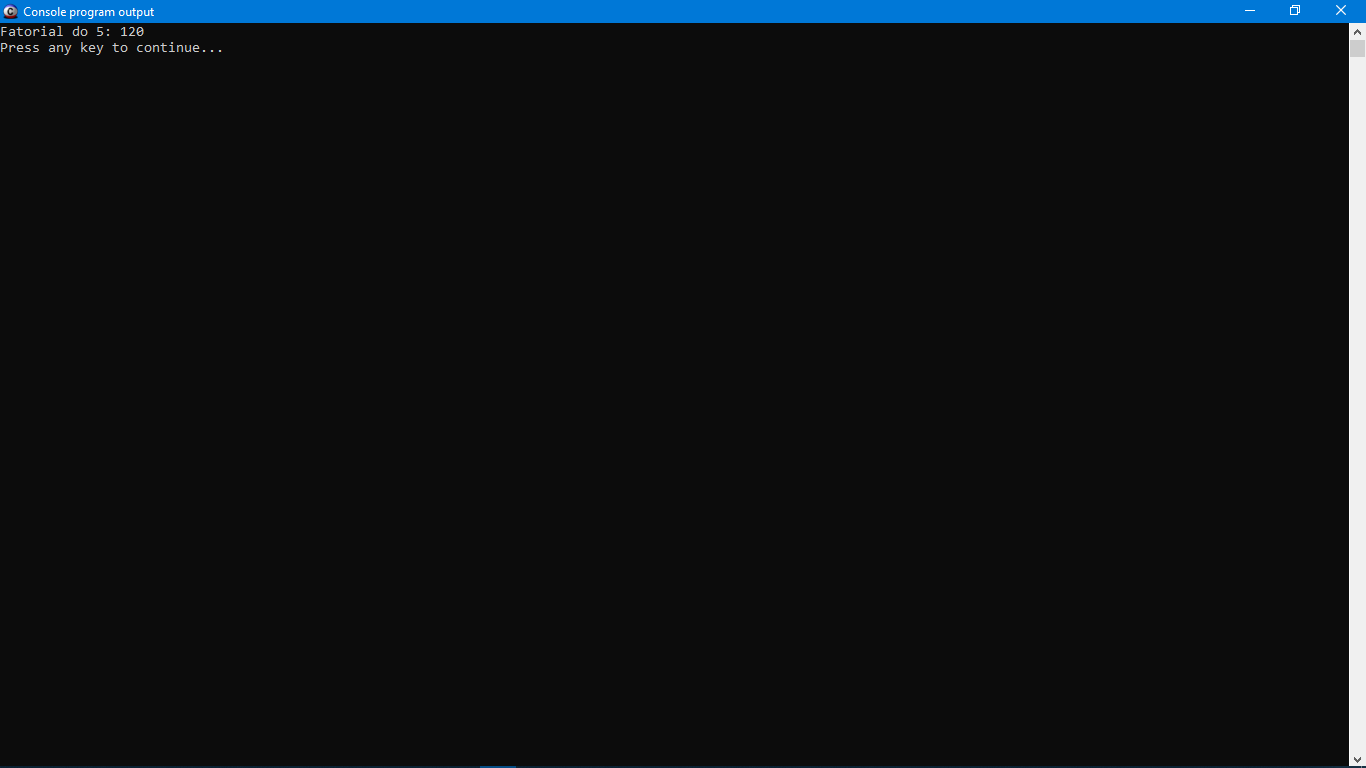 Console program output
Fatorial do 5: 120
Press any key to continue...